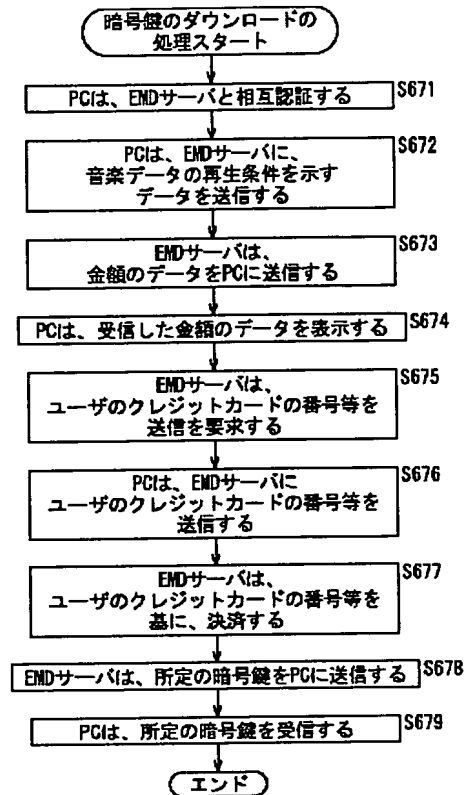 暗号鍵のダウンロードの
処理スタート
PCは、EMDサーバと相互認証する
S671
PCは、EMDサーバに、
音楽データの再生条件を示す
データを送信する
S672
EMDサーバは、
金額のデータをPCに送信する
S673
PCは、受信した金額のデータを表示する
S674
EMDサーバは、
ユーザのクレジットカードの番号等を
送信を要求する
S675
PCは、EMDサーバに
ユーザのクレジットカードの番号等を
送信する
S676
EMDサーバは、
ユーザのクレジットカードの番号等を
基に、決済する
S677
EMDサーバは、所定の暗号鍵をPCに送信する
S678
PCは、所定の暗号鍵を受信する
S679
エンド